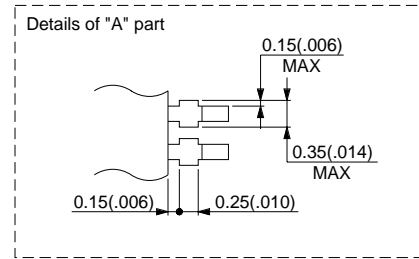 Details of "A" part
0.15(.006)
MAX
0.35(.014)
MAX
0.15(.006)
0.25(.010)